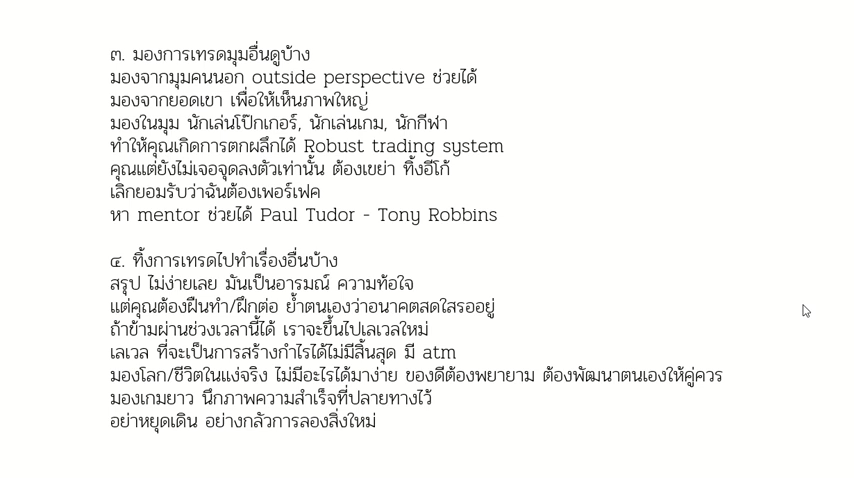 ๓. มองการเทรดมุมอื่นดูบ้าง
มองจากมุมคนนอก outside perspective ช่วยได้
มองจากยอดเขา เพื่อให้เห็นภาพใหญ่
มองในมุม นักเล่นโป๊กเกอร์, นักเล่นเกม, นักกีฬา
ทำให้คุณเกิดการตกผลึกได้ Robust trading system
คุณแต่ยังไม่เจอจุดลงตัวเท่านั้น ต้องเขย่า ทิ้งอีโก้
เลิกยอมรับว่าฉันต้องเพอร์เฟค
หา mentor ช่วยได้ Paul Tudor - Tony Robbins
๔. ทิ้งการเทรดไปทำเรื่องอื่นบ้าง
สรุป ไม่ง่ายเลย มันเป็นอารมณ์ ความท้อใจ
แต่คุณต้องฝืนทำ/ฝึกต่อ ย้ำตนเองว่าอนาคตสดใสรออยู่
ถ้าข้ามผ่านช่วงเวลานี้ได้ เราจะขึ้นไปเลเวลใหม่
เลเวล ที่จะเป็นการสร้างกำไรได้ไม่มีสิ้นสุด มี atm
มองโลก/ชีวิตในแง่จริง ไม่มีอะไรได้มาง่าย ของดีต้องพยายาม ต้องพัฒนาตนเองให้คู่ควร
มองเกมยาว นึกภาพความสำเร็จที่ปลายทางไว้
อย่าหยุดเดิน อย่างกลัวการลองสิ่งใหม่